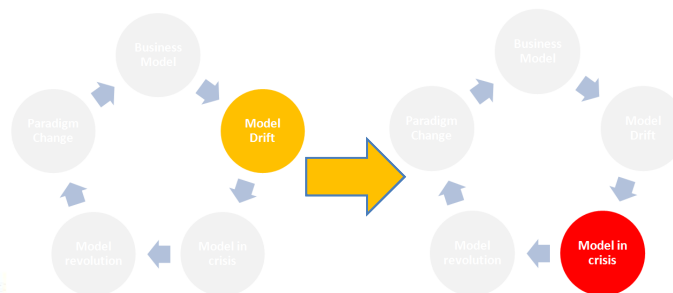 Business
Model
Model
Drift
Model in
crisis
Model
revolution
Paradigm
Change
Business
Model
Model
Drift
Model in
crisis
Model
revolution
Paradigm
Change